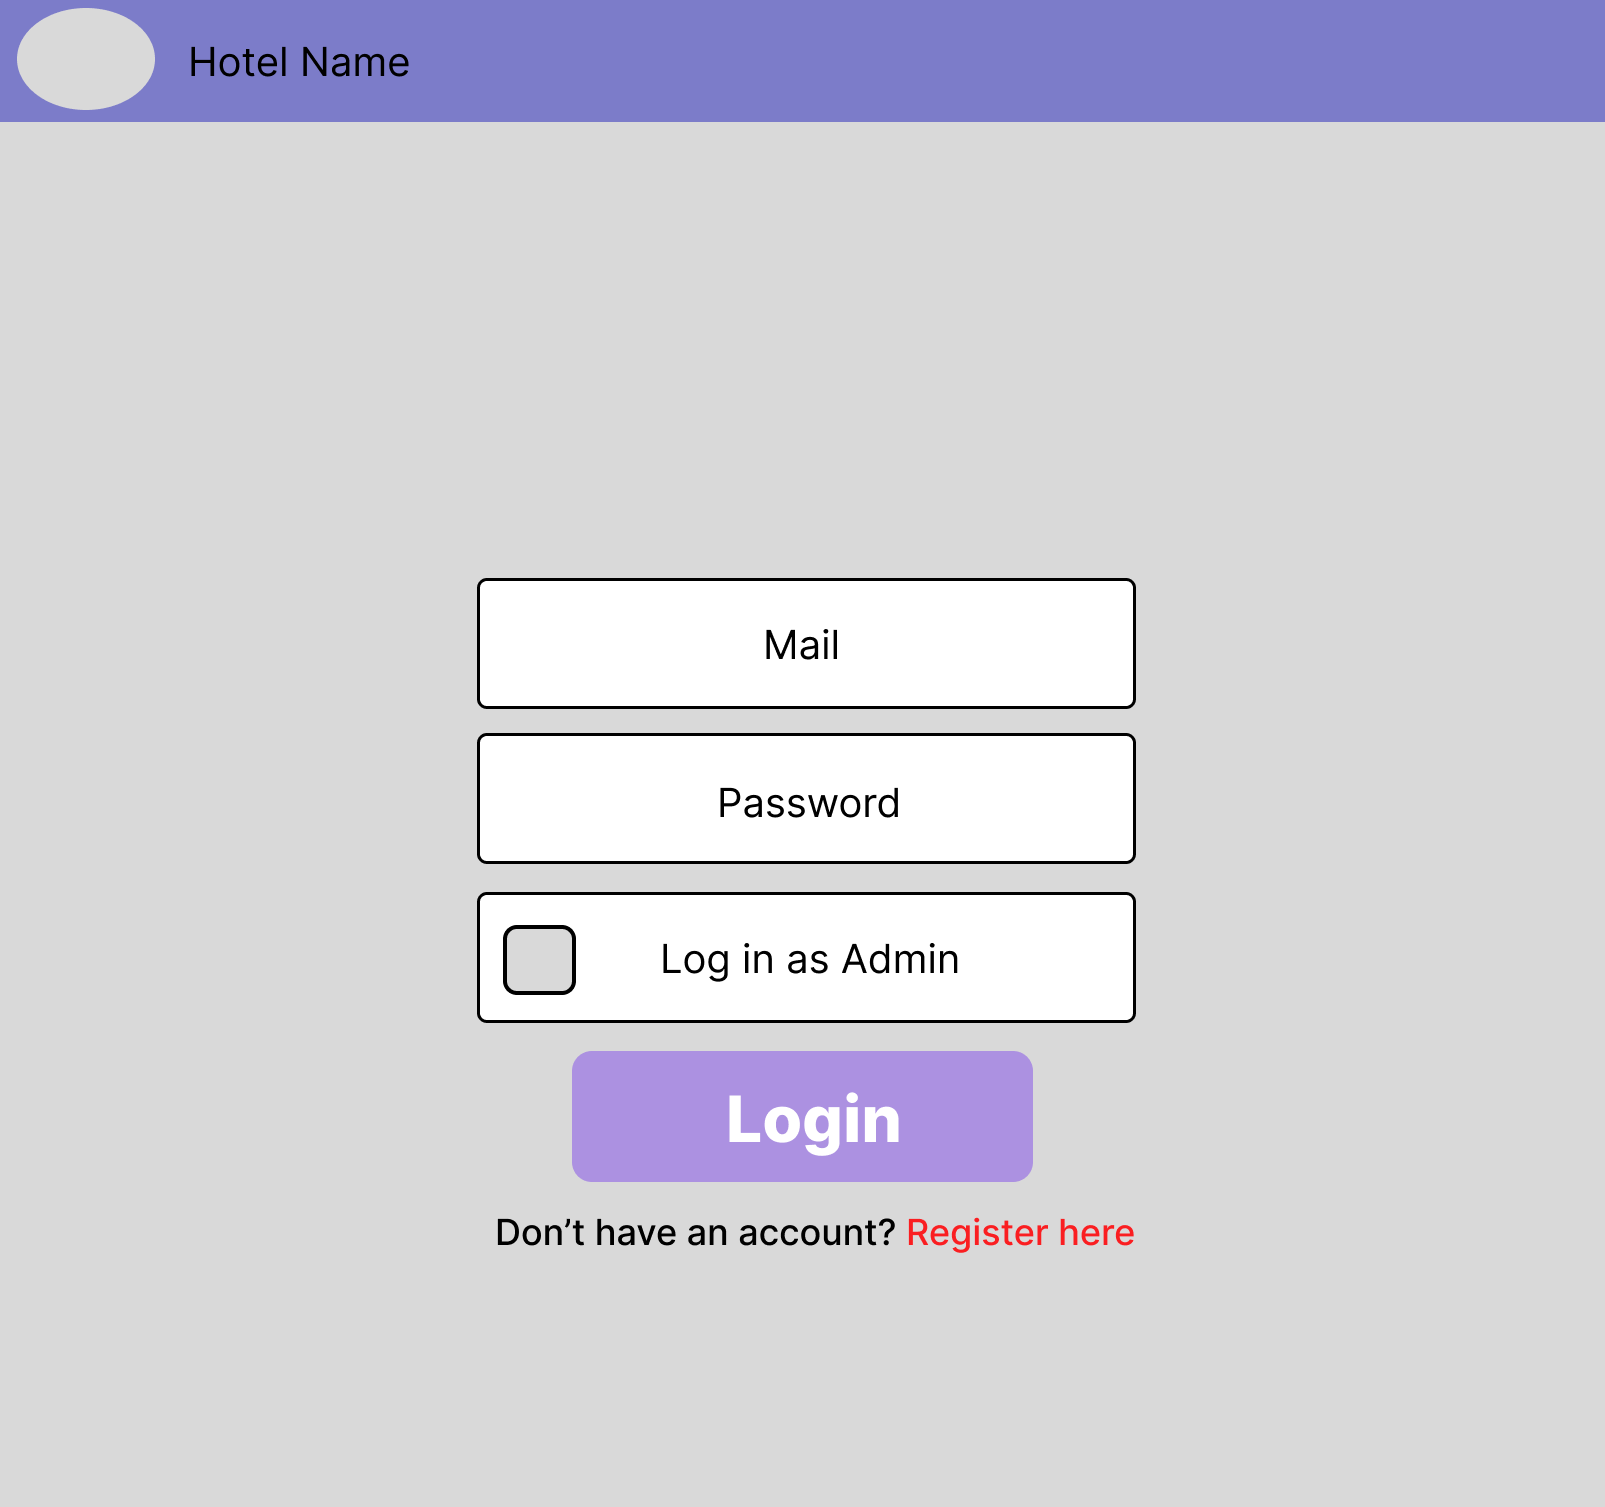 Hotel Name
Mail
Password
Log in as Admin
Login
Don’t have an account? Register here